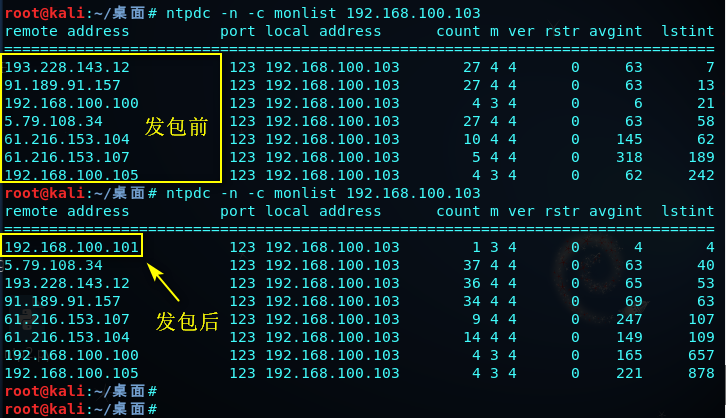 root@kali:~/桌面# ntpdc -n -c monlist 192.168.100.103
remote address          port local address      count m ver rstr avgint  lstint
===============================================================================
193.228.143.12           123 192.168.100.103       27 4 4      0     63       7
91.189.91.157            123 192.168.100.103       27 4 4      0     63      13
192.168.100.100          123 192.168.100.103        4 3 4      0      6      21
5.79.108.34              123 192.168.100.103       27 4 4      0     63      58
61.216.153.104           123 192.168.100.103       10 4 4      0    145      62
61.216.153.107           123 192.168.100.103        5 4 4      0    318     189
192.168.100.105          123 192.168.100.103        4 3 4      0     62     242
发包前
root@kali:~/桌面# ntpdc -n -c monlist 192.168.100.103
remote address          port local address      count m ver rstr avgint  lstint
===============================================================================
192.168.100.101          123 192.168.100.103        1 3 4      0      4       4
5.79.108.34              123 192.168.100.103       37 4 4      0     63      40
193.228.143.12           123 192.168.100.103       36 4 4      0     65      53
91.189.91.157            123 192.168.100.103       34 4 4      0     69      63
61.216.153.107           123 192.168.100.103        9 4 4      0    247     107
61.216.153.104           123 192.168.100.103       14 4 4      0    149     109
192.168.100.100          123 192.168.100.103        4 3 4      0    165     657
192.168.100.105          123 192.168.100.103        4 3 4      0    221     878
发包后
root@kali:~/桌面#
root@kali:~/桌面#